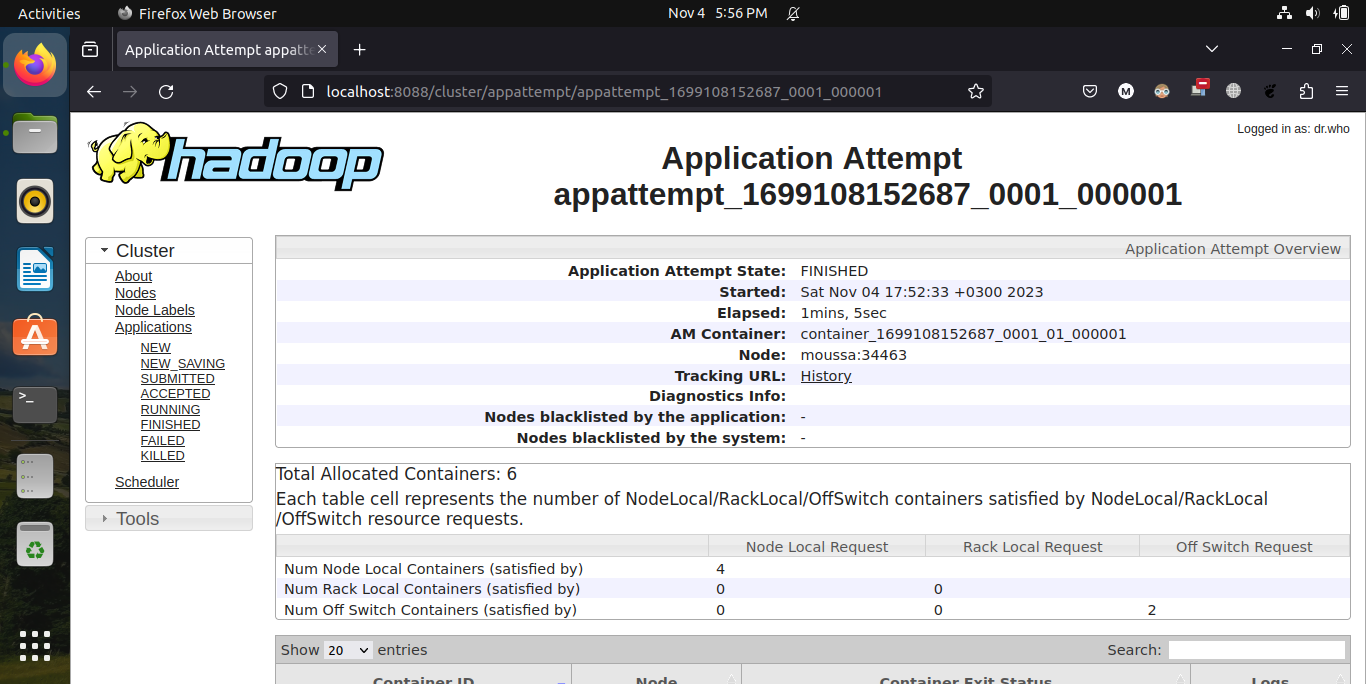 Activities Firefox Web Browser Nov 4 5:56 PM
Application Attempt appatte
localhost:8088/cluster/appattempt/appattempt_1699108152687_0001_000001
M
hadoop
Logged in as: dr.who
Application Attempt
appattempt_1699108152687_0001_000001
Cluster
About
Nodes
Node Labels
Applications
NEW
NEW_SAVING
SUBMITTED
ACCEPTED
RUNNING
FINISHED
FAILED
KILLED
Scheduler
Tools
Application Attempt Overview
Application Attempt State: FINISHED
Started: Sat Nov 04 17:52:33 +0300 2023
Elapsed: 1mins, 5sec
AM Container: container_1699108152687_0001_01_000001
Node: moussa:34463
Tracking URL: History
Diagnostics Info:
Nodes blacklisted by the application: -
Nodes blacklisted by the system: -
Total Allocated Containers: 6
Each table cell represents the number of NodeLocal/RackLocal/OffSwitch containers satisfied by NodeLocal/RackLocal
/OffSwitch resource requests.
Node Local Request Rack Local Request Off Switch Request
Num Node Local Containers (satisfied by) 4
Num Rack Local Containers (satisfied by) 0 0
Num Off Switch Containers (satisfied by) 0 0 2
Show 20 entries Search:
Container ID Node Container Exit Status Logs